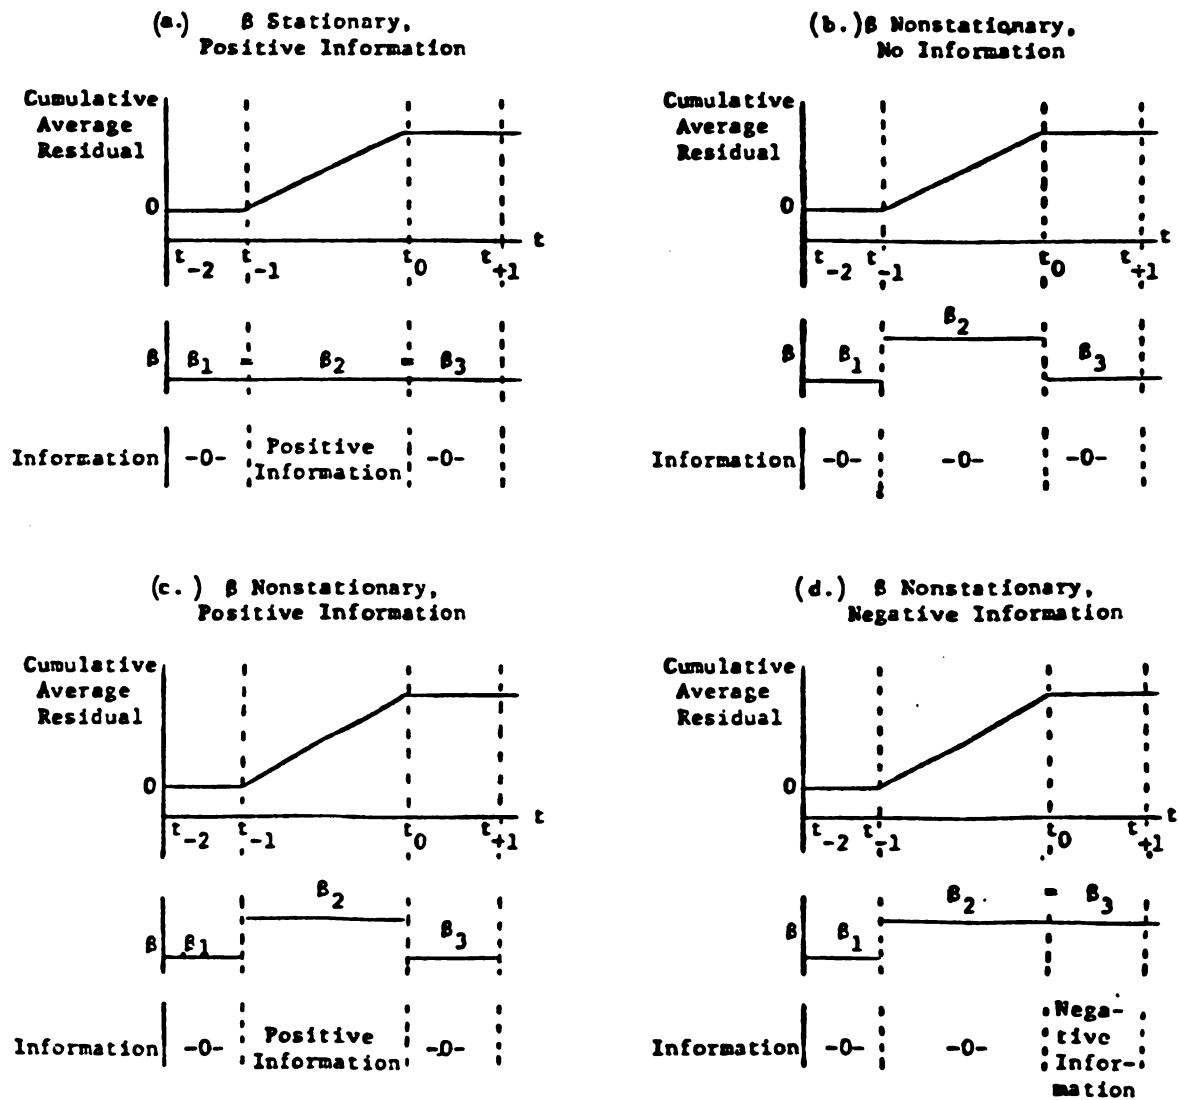 (a.) β Stationary,
Positive Information
Cumulative
Average
Residual
0
t
t-2 t-1 t0 t+1
β β1 = β2 = β3
Information -0- Positive Information -0-
(b.) β Nonstationary,
No Information
Cumulative
Average
Residual
0
t
t-2 t-1 t0 t+1
β2
β β1 β3
Information -0- -0- -0-
(c.) β Nonstationary,
Positive Information
Cumulative
Average
Residual
0
t
t-2 t-1 t0 t+1
β2
β β1 β3
Information -0- Positive Information -0-
(d.) β Nonstationary,
Negative Information
Cumulative
Average
Residual
0
t
t-2 t-1 t0 t+1
β2 = β3
β β1
Nega-
tive
Information -0- -0- Infor-
mation